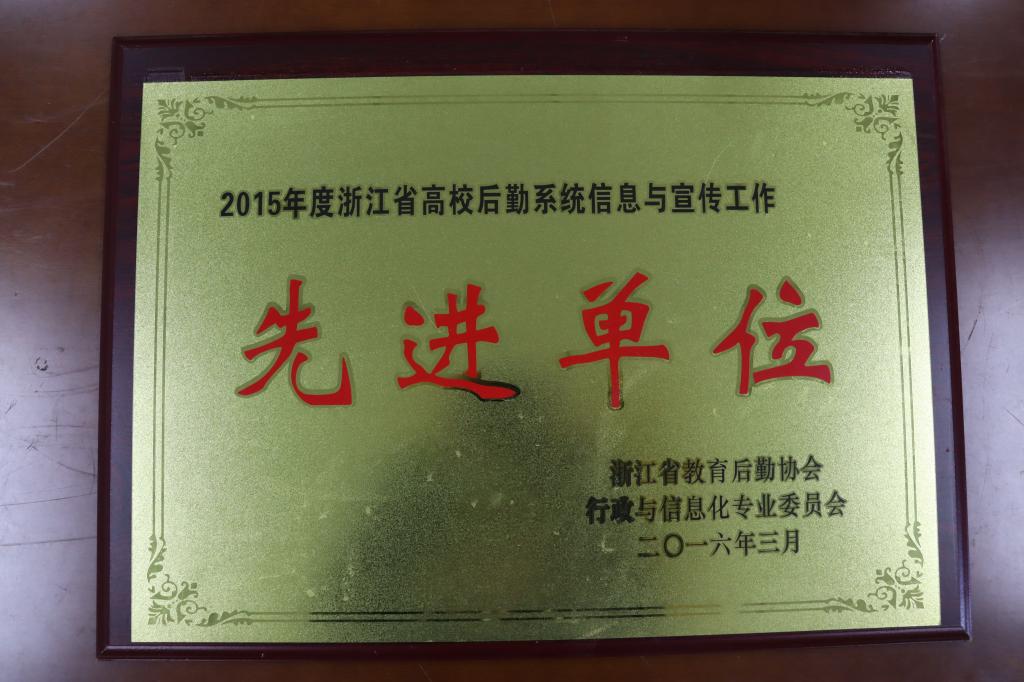 2015年度浙江省高校后勤系统信息与宣传工作
先进单位
浙江省教育后勤协会
行政与信息化专业委员会
二〇一六年三月